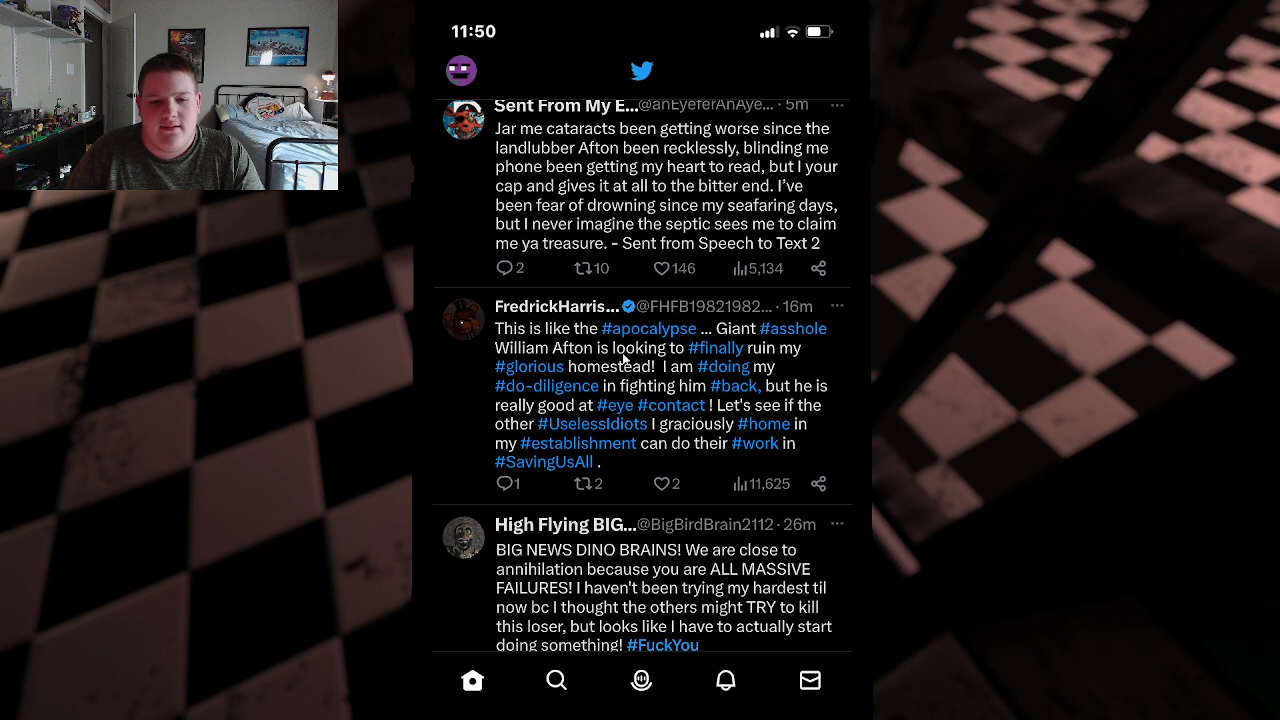 11:50
Sent From My E... @anEyeferAnAye... · 5m
Jar me cataracts been getting worse since the
landlubber Afton been recklessly, blinding me
phone been getting my heart to read, but I your
cap and gives it at all to the bitter end. I've
been fear of drowning since my seafaring days,
but I never imagine the septic sees me to claim
me ya treasure. - Sent from Speech to Text 2
2 10 146 5,134
FredrickHarris... @FHFB19821982... · 16m
This is like the #apocalypse ... Giant #asshole
William Afton is looking to #finally ruin my
#glorious homestead! I am #doing my
#do-diligence in fighting him #back, but he is
really good at #eye #contact ! Let's see if the
other #UselessIdiots I graciously #home in
my #establishment can do their #work in
#SavingUsAll .
1 2 2 11,625
High Flying BIG... @BigBirdBrain2112 · 26m
BIG NEWS DINO BRAINS! We are close to
annihilation because you are ALL MASSIVE
FAILURES! I haven't been trying my hardest til
now bc I thought the others might TRY to kill
this loser, but looks like I have to actually start
doing something! #FuckYou